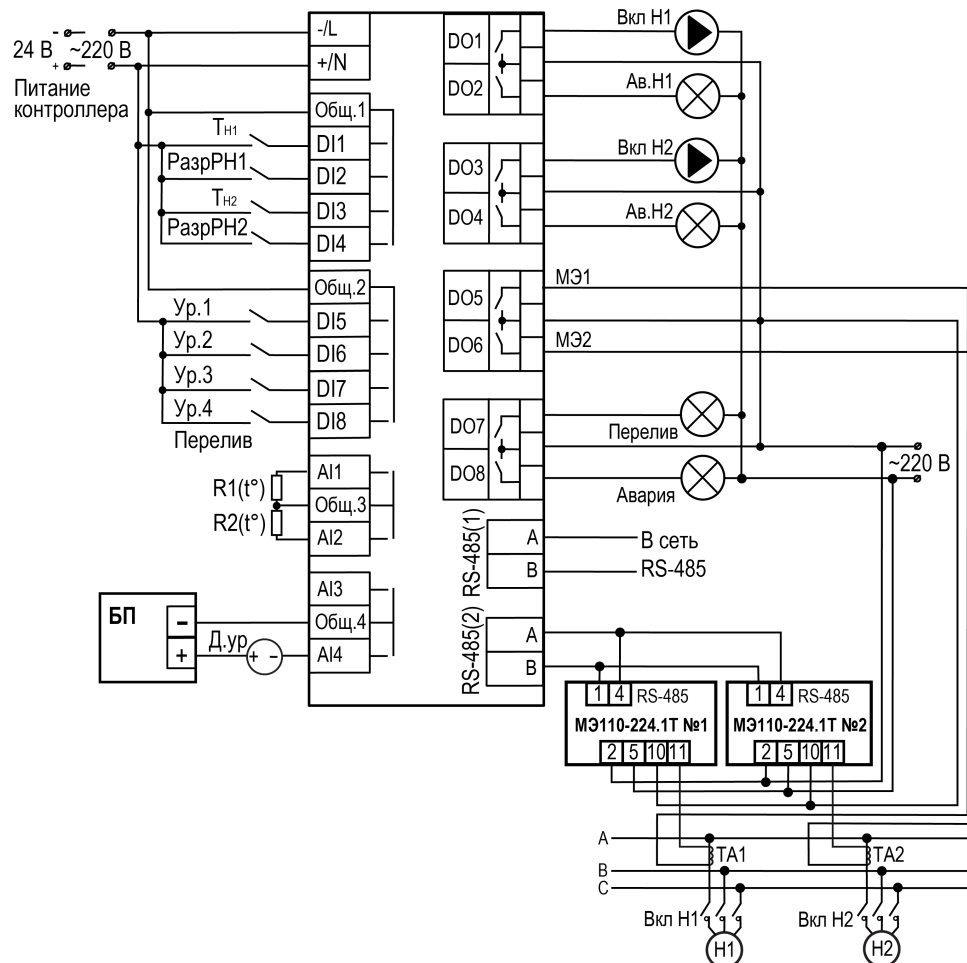 24 В ~220 В
- +
Питание
контроллера
-/L
+/N
Общ.1
Тн1
DI1
РазрРН1
DI2
Тн2
DI3
РазрРН2
DI4
Общ.2
Ур.1
DI5
Ур.2
DI6
Ур.3
DI7
Ур.4
DI8
Перелив
AI1
R1(t°)
Общ.3
R2(t°)
AI2
AI3
Общ.4
AI4
БП
-
+
Д.ур
+ -
DO1
DO2
DO3
DO4
DO5
DO6
DO7
DO8
Вкл Н1
Ав.Н1
Вкл Н2
Ав.Н2
МЭ1
МЭ2
Перелив
Авария
~220 В
RS-485(1)
A
B
В сеть
RS-485
RS-485(2)
A
B
1 4 RS-485
МЭ110-224.1Т №1
2 5 10 11
1 4 RS-485
МЭ110-224.1Т №2
2 5 10 11
A
B
C
TA1
TA2
Вкл Н1
Н1
Вкл Н2
Н2